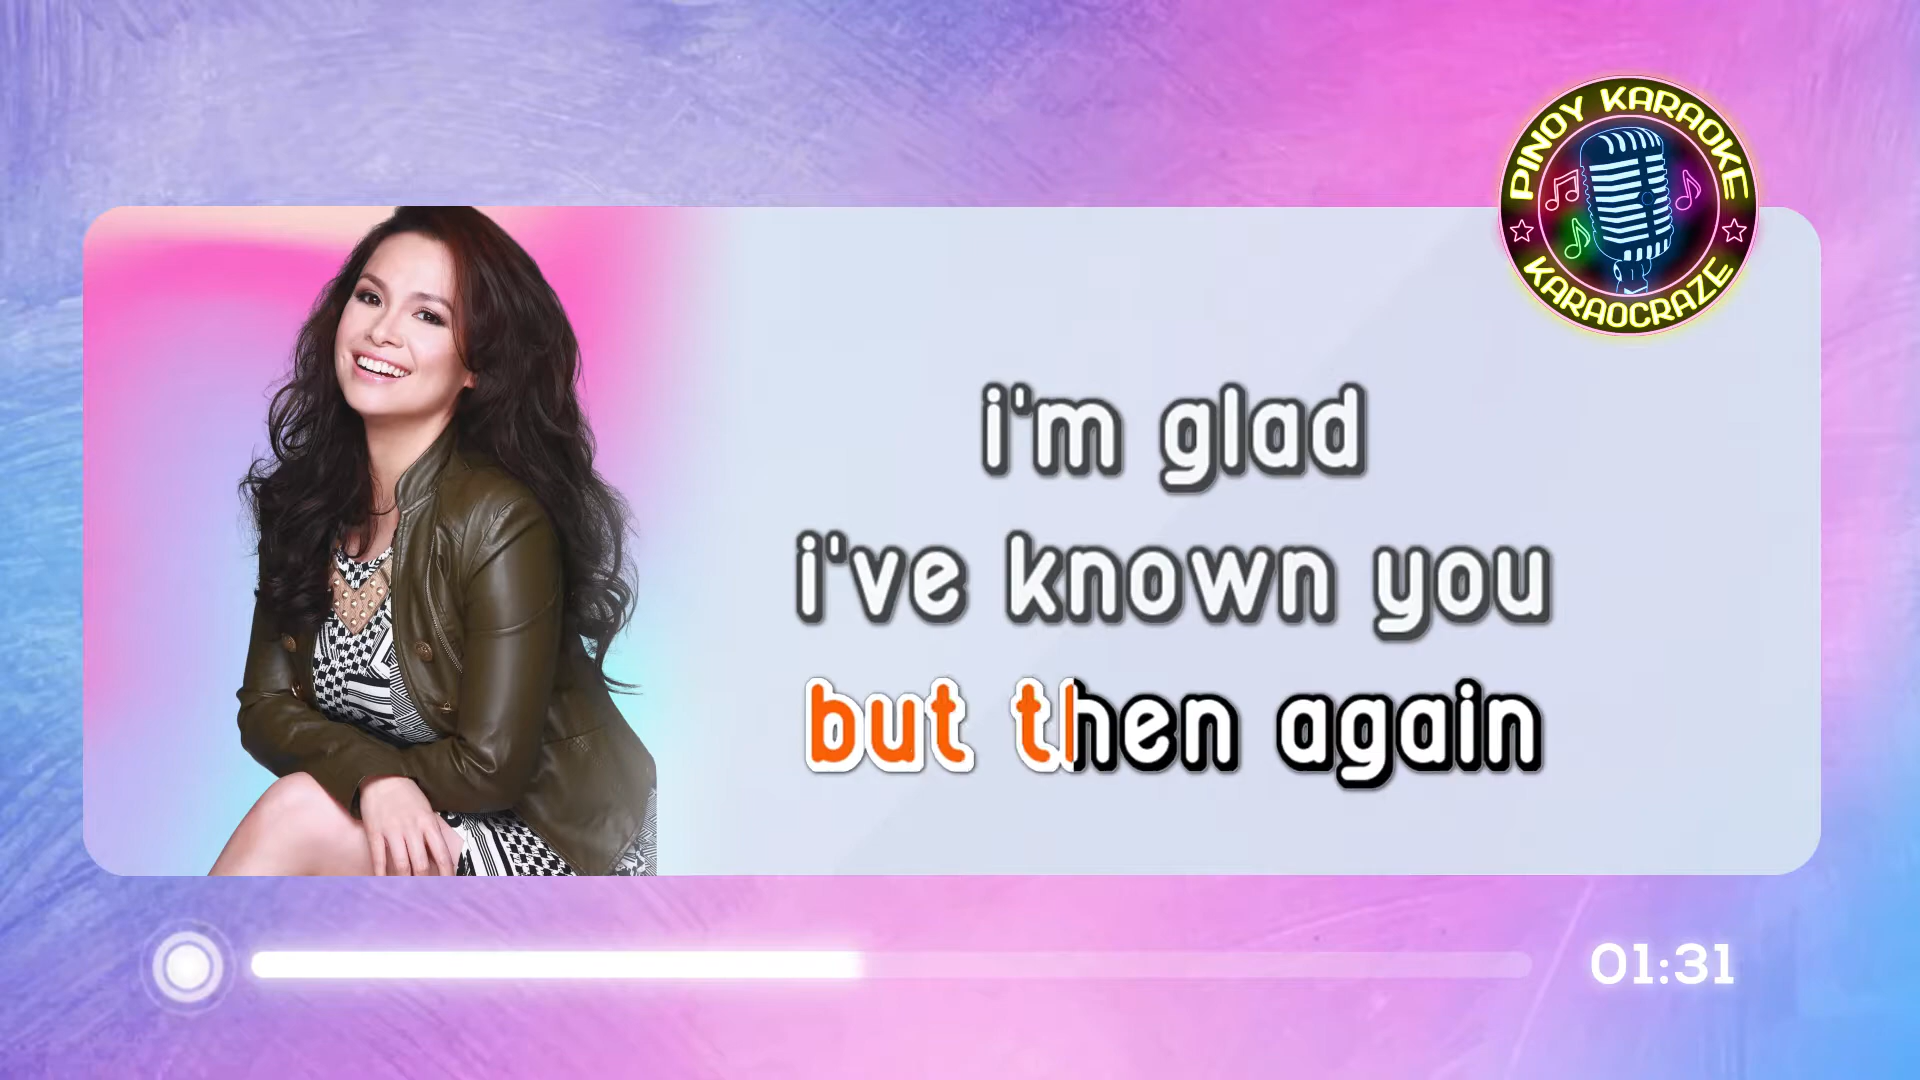 PINOY KARAOKE
KARAOCRAZE
i'm glad
i've known you
but then again
01:31